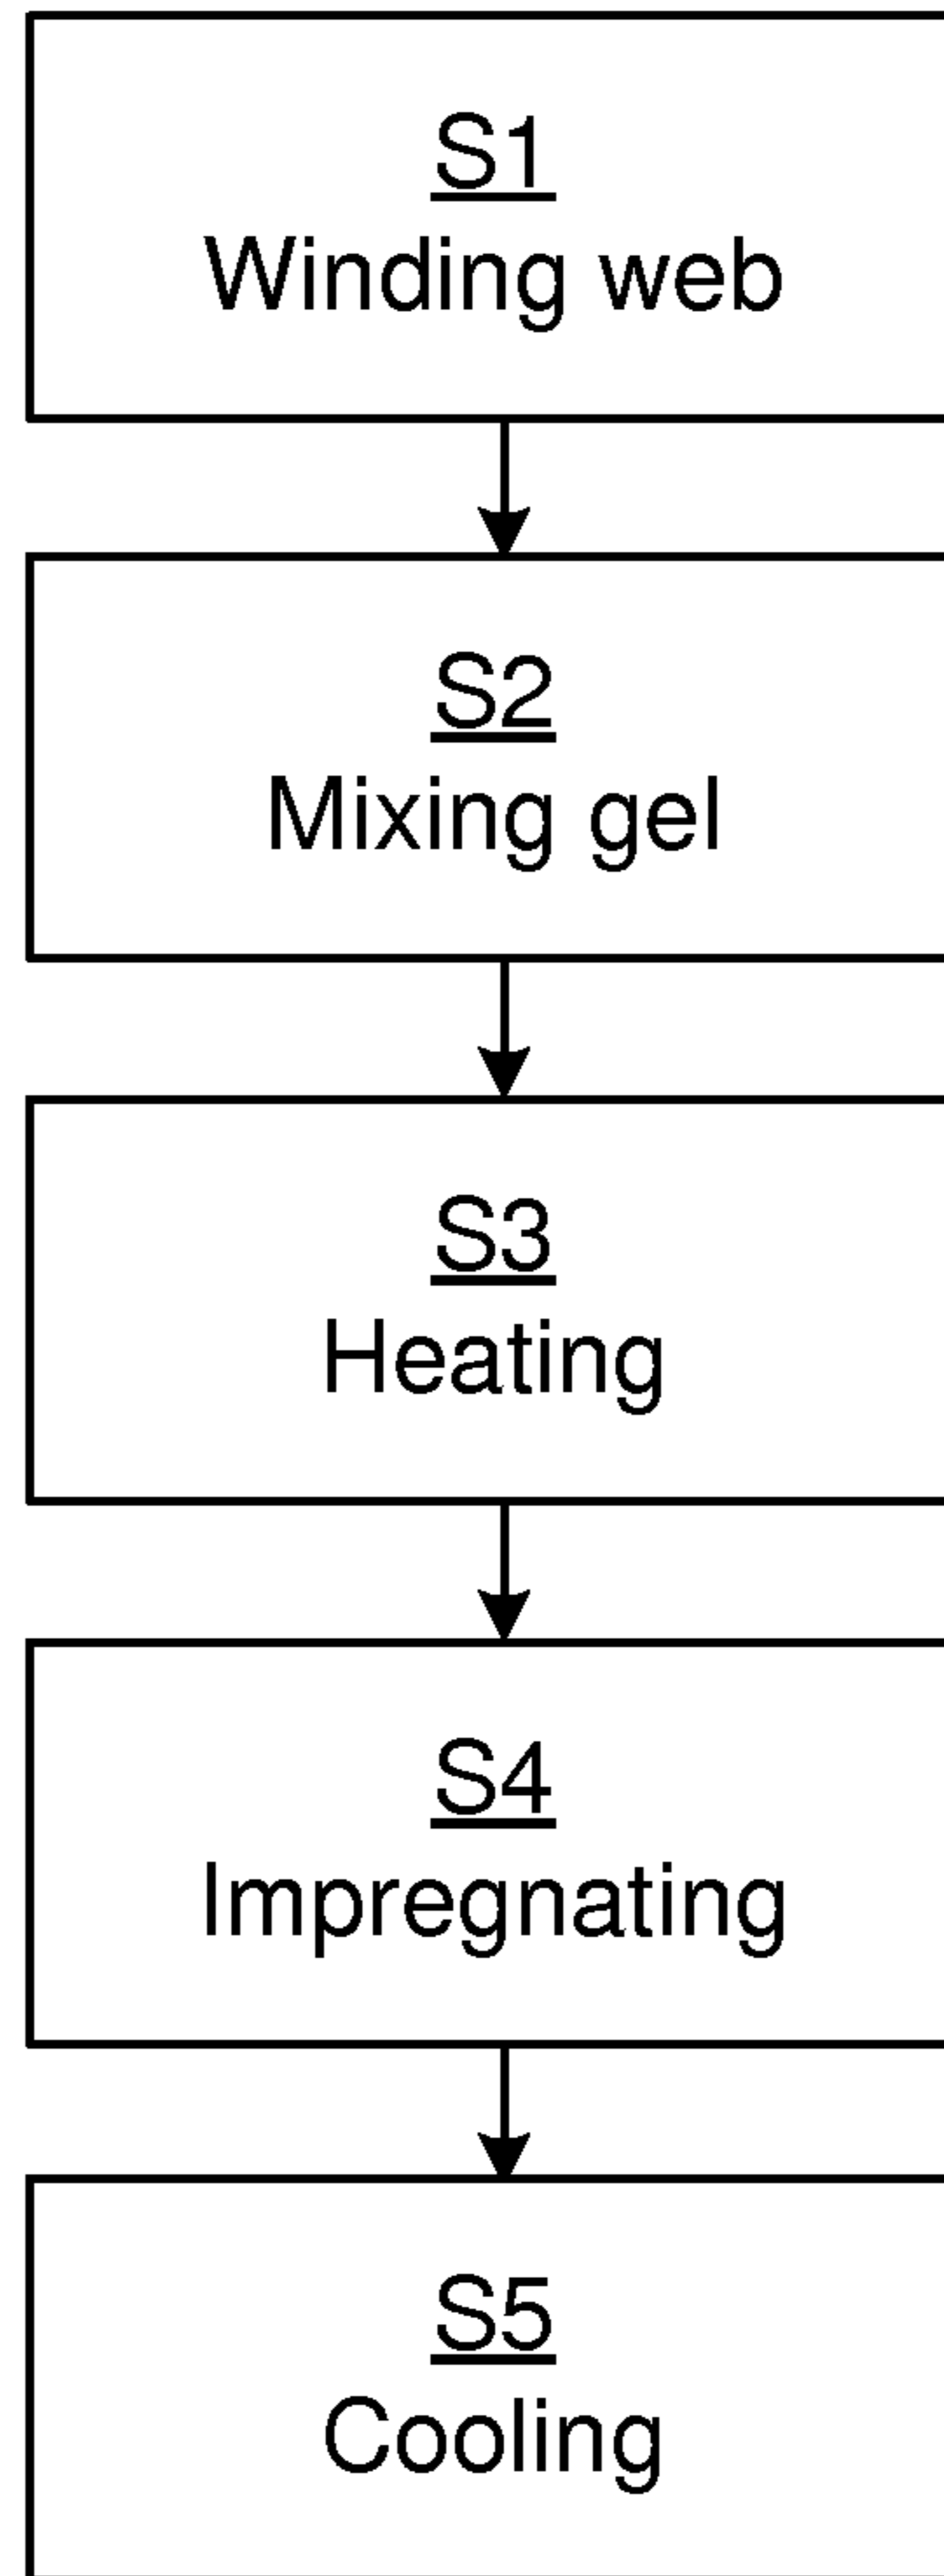 S1
Winding web
S2
Mixing gel
S3
Heating
S4
Impregnating
S5
Cooling